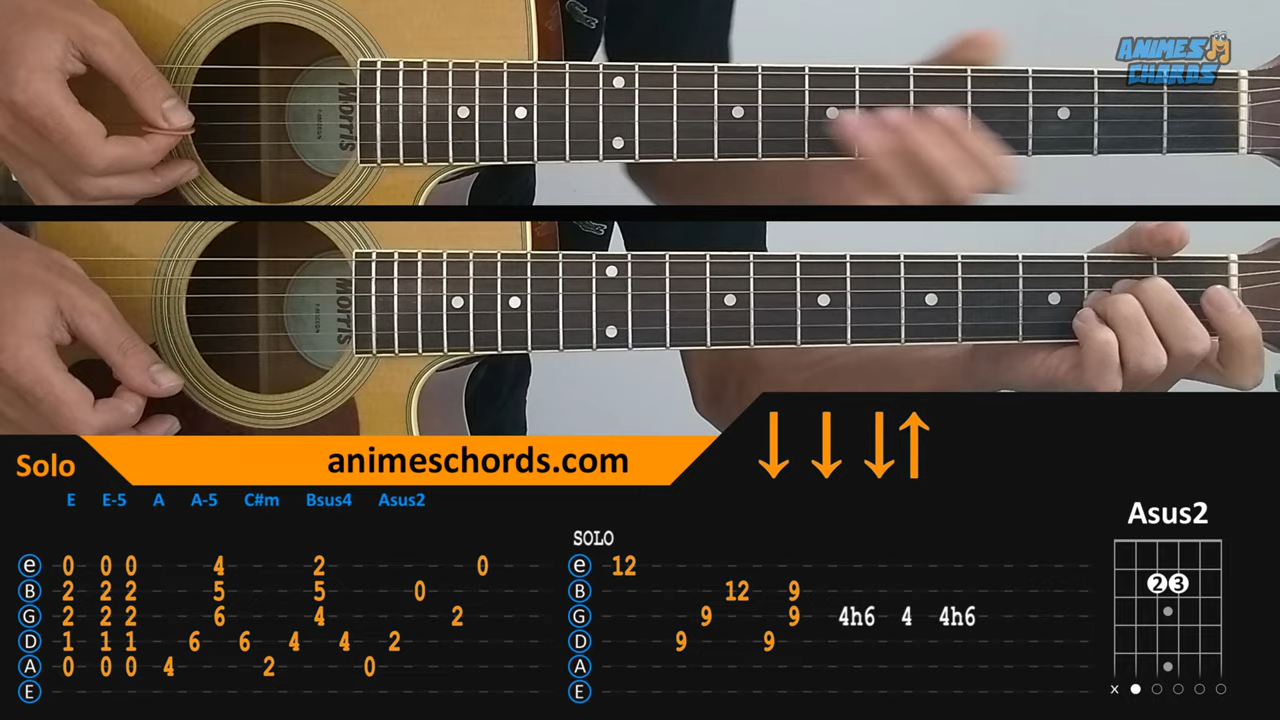 ANIMES
CHORDS
Morris
Morris
Solo
animeschords.com
E E-5 A A-5 C#m Bsus4 Asus2
Asus2
SOLO
e 0 0 0 4 2 0
B 2 2 2 5 5 0
G 2 2 2 6 4 2
D 1 1 1 6 6 4 4 2
A 0 0 0 4 2 0
E
e 12
B 12 9
G 9 9 4h6 4 4h6
D 9 9
A
E
2 3
x